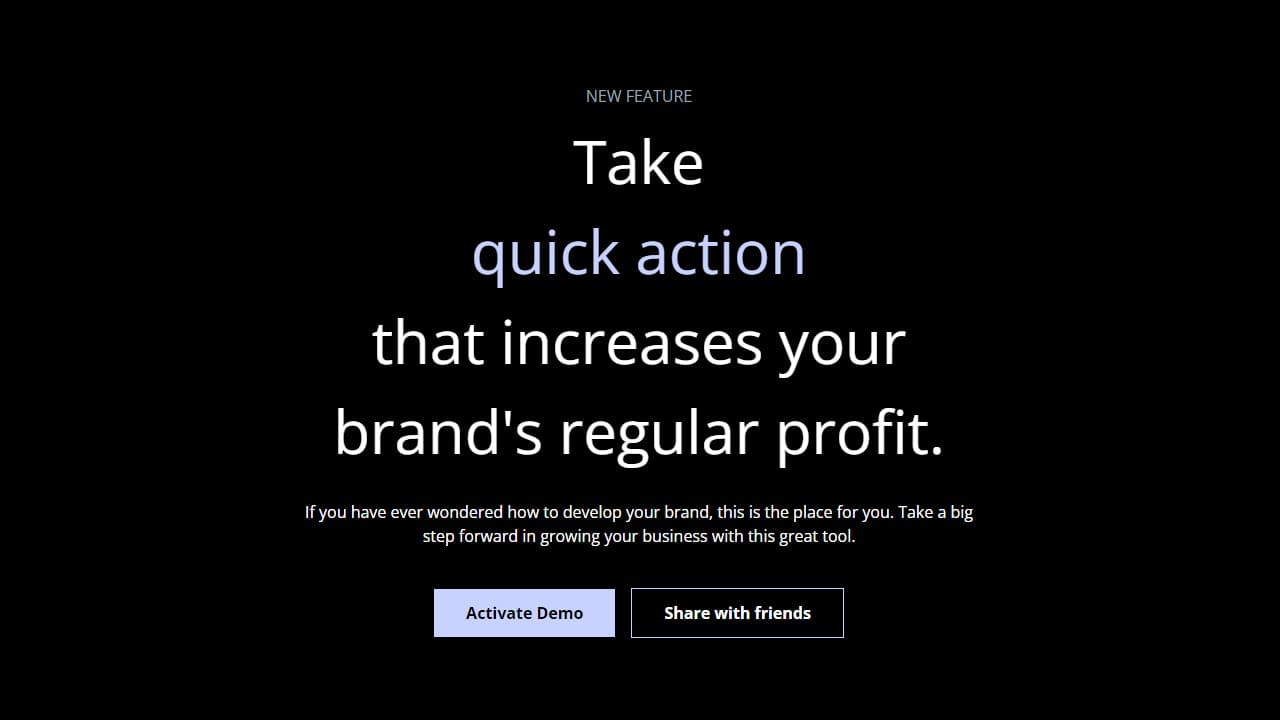 NEW FEATURE
Take
quick action
that increases your
brand's regular profit.
If you have ever wondered how to develop your brand, this is the place for you. Take a big
step forward in growing your business with this great tool.
Activate Demo
Share with friends